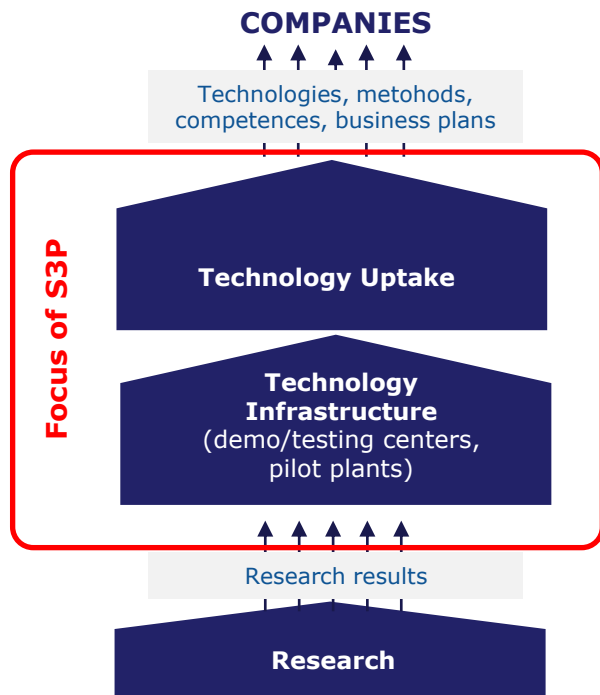 COMPANIES
Technologies, metohods,
competences, business plans
Focus of S3P
Technology Uptake
Technology
Infrastructure
(demo/testing centers,
pilot plants)
Research results
Research